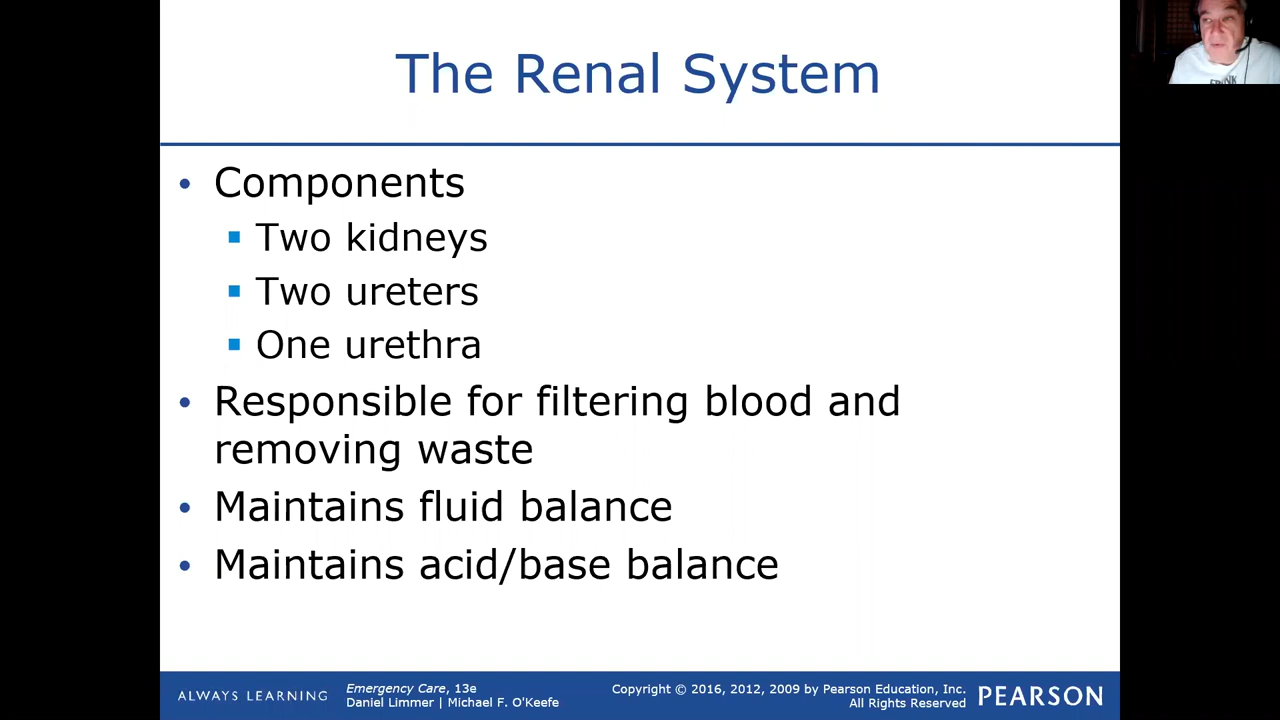 The Renal System
• Components
▪ Two kidneys
▪ Two ureters
▪ One urethra
• Responsible for filtering blood and
removing waste
• Maintains fluid balance
• Maintains acid/base balance
ALWAYS LEARNING
Emergency Care, 13e
Daniel Limmer | Michael F. O'Keefe
Copyright © 2016, 2012, 2009 by Pearson Education, Inc.
All Rights Reserved
PEARSON